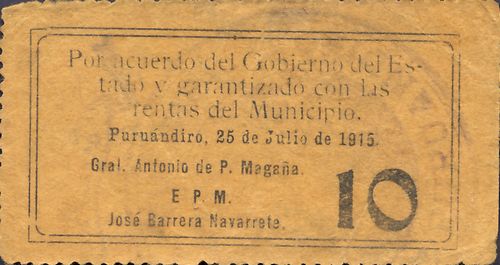 Por acuerdo del Gobierno del Es-
tado y garantizado con las
rentas del Municipio.
Puruándiro, 25 de Julio de 1915.
Gral. Antonio de P. Magaña.
E P. M.
José Barrera Navarrete.
10